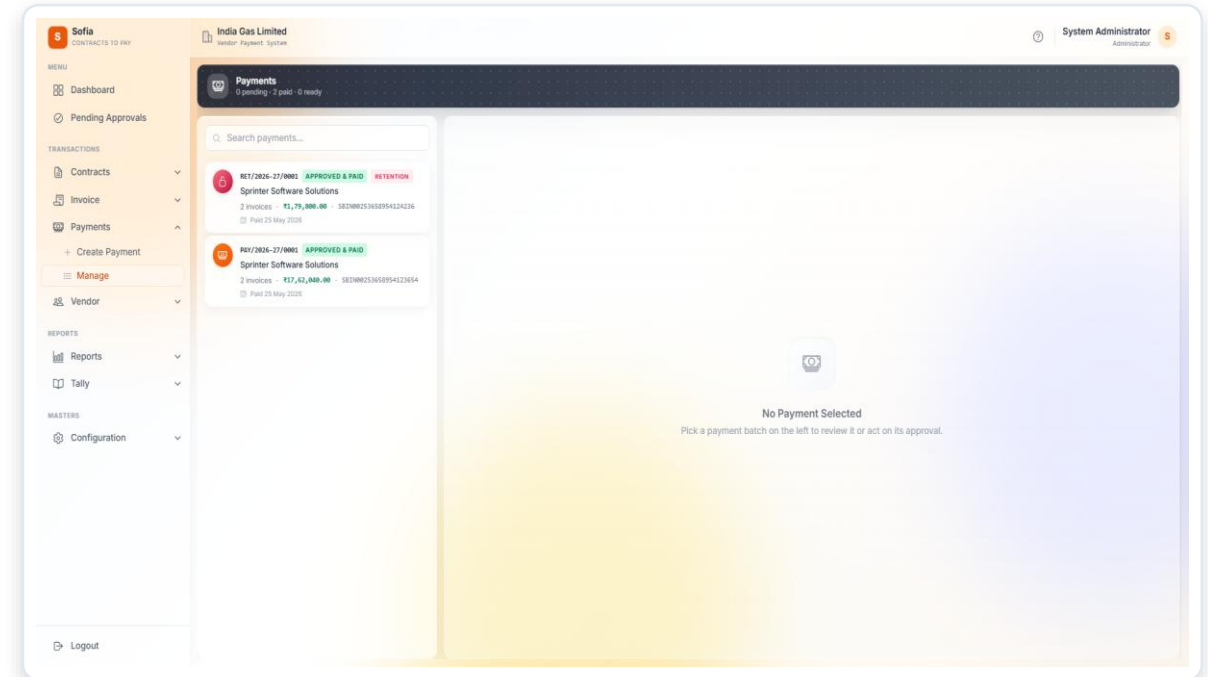 S
Sofia
CONTRACTS TO PAY
India Gas Limited
Vendor Payment System
System Administrator
Administrator
S
MENU
Dashboard
Pending Approvals
TRANSACTIONS
Contracts
Invoice
Payments
+ Create Payment
Manage
Vendor
REPORTS
Reports
Tally
MASTERS
Configuration
Logout
Payments
0 pending · 2 paid · 0 ready
Search payments...
RET/2026-27/0001 APPROVED & PAID RETENTION
Sprinter Software Solutions
2 invoices · ₹1,79,800.00 · SBIN00253658954124236
Paid 25 May 2026
PAY/2026-27/0001 APPROVED & PAID
Sprinter Software Solutions
2 invoices · ₹17,62,040.00 · SBIN00253658954123654
Paid 25 May 2026
No Payment Selected
Pick a payment batch on the left to review it or act on its approval.